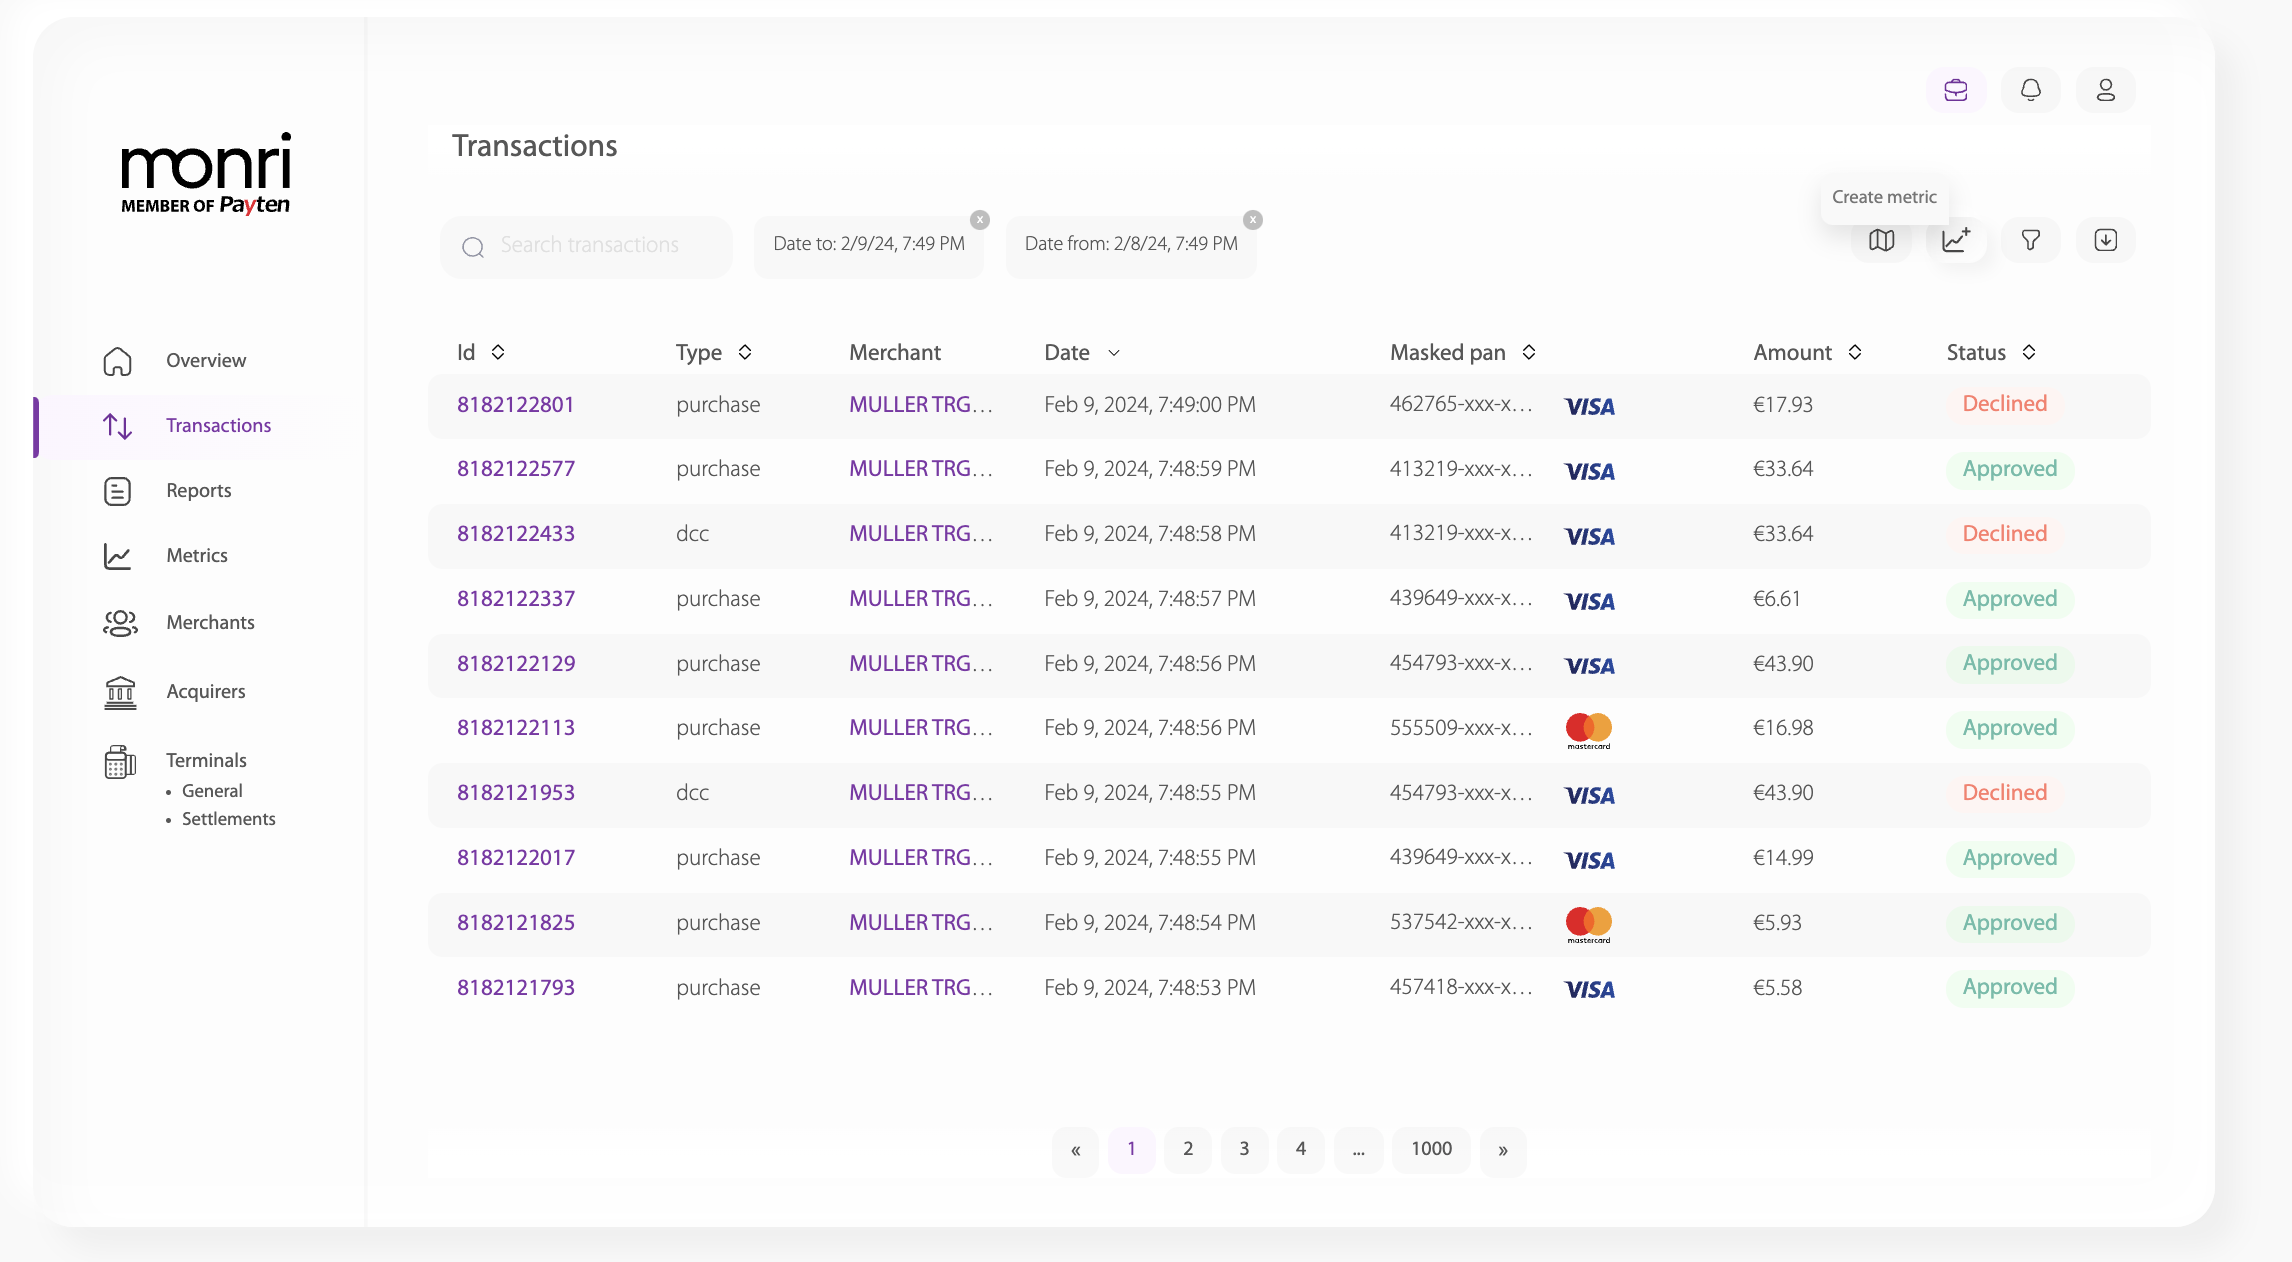 monri
MEMBER OF Payten
Overview
Transactions
Reports
Metrics
Merchants
Acquirers
Terminals
• General
• Settlements
Transactions
Create metric
Search transactions
Date to: 2/9/24, 7:49 PM x
Date from: 2/8/24, 7:49 PM x
Id Type Merchant Date Masked pan Amount Status
8182122801 purchase MULLER TRG... Feb 9, 2024, 7:49:00 PM 462765-xxx-x... VISA €17.93 Declined
8182122577 purchase MULLER TRG... Feb 9, 2024, 7:48:59 PM 413219-xxx-x... VISA €33.64 Approved
8182122433 dcc MULLER TRG... Feb 9, 2024, 7:48:58 PM 413219-xxx-x... VISA €33.64 Declined
8182122337 purchase MULLER TRG... Feb 9, 2024, 7:48:57 PM 439649-xxx-x... VISA €6.61 Approved
8182122129 purchase MULLER TRG... Feb 9, 2024, 7:48:56 PM 454793-xxx-x... VISA €43.90 Approved
8182122113 purchase MULLER TRG... Feb 9, 2024, 7:48:56 PM 555509-xxx-x... mastercard €16.98 Approved
8182121953 dcc MULLER TRG... Feb 9, 2024, 7:48:55 PM 454793-xxx-x... VISA €43.90 Declined
8182122017 purchase MULLER TRG... Feb 9, 2024, 7:48:55 PM 439649-xxx-x... VISA €14.99 Approved
8182121825 purchase MULLER TRG... Feb 9, 2024, 7:48:54 PM 537542-xxx-x... mastercard €5.93 Approved
8182121793 purchase MULLER TRG... Feb 9, 2024, 7:48:53 PM 457418-xxx-x... VISA €5.58 Approved
« 1 2 3 4 ... 1000 »